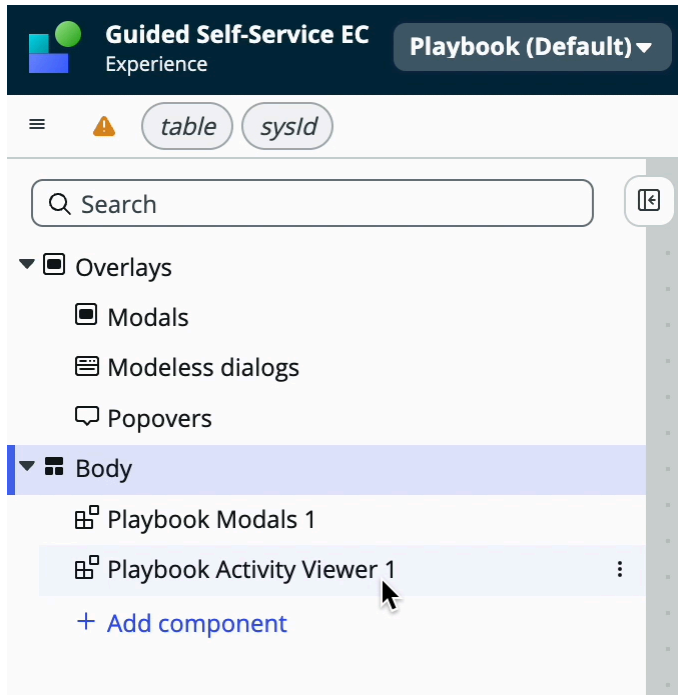 Guided Self-Service EC
Experience
Playbook (Default)
table
sysId
Search
Overlays
Modals
Modeless dialogs
Popovers
Body
Playbook Modals 1
Playbook Activity Viewer 1
+ Add component